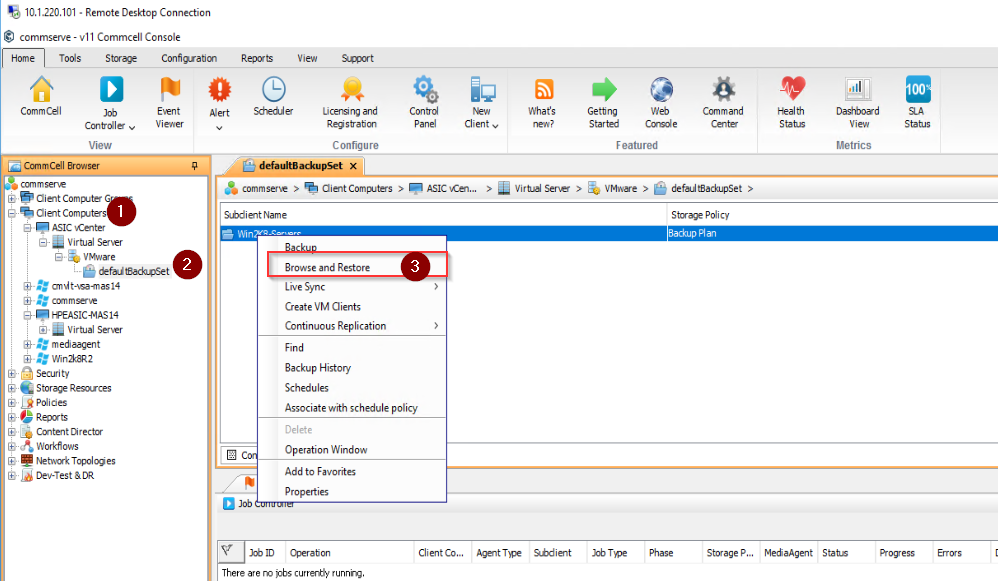 10.1.220.101 - Remote Desktop Connection
commserve - v11 Commcell Console
Home Tools Storage Configuration Reports View Support
CommCell
Job Controller
Event Viewer
Alert
Scheduler
Licensing and Registration
Control Panel
New Client
What's new?
Getting Started
Web Console
Command Center
Health Status
Dashboard View
100%
SLA Status
View Configure Featured Metrics
CommCell Browser
commserve
Client Computer Groups
Client Computers
1
ASIC vCenter
Virtual Server
VMware
defaultBackupSet
2
cmvlt-vsa-mas14
commserve
HPEASIC-MAS14
Virtual Server
mediaagent
Win2k8R2
Security
Storage Resources
Policies
Reports
Content Director
Workflows
Network Topologies
Dev-Test & DR
defaultBackupSet x
commserve > Client Computers > ASIC vCen... > Virtual Server > VMware > defaultBackupSet >
Subclient Name Storage Policy
Win2K8-Servers Backup Plan
Backup
Browse and Restore
3
Live Sync
Create VM Clients
Continuous Replication
Find
Backup History
Schedules
Associate with schedule policy
Delete
Operation Window
Add to Favorites
Properties
Con
Job Controller
Job ID Operation Client Co... Agent Type Subclient Job Type Phase Storage P... MediaAgent Status Progress Errors
There are no jobs currently running.